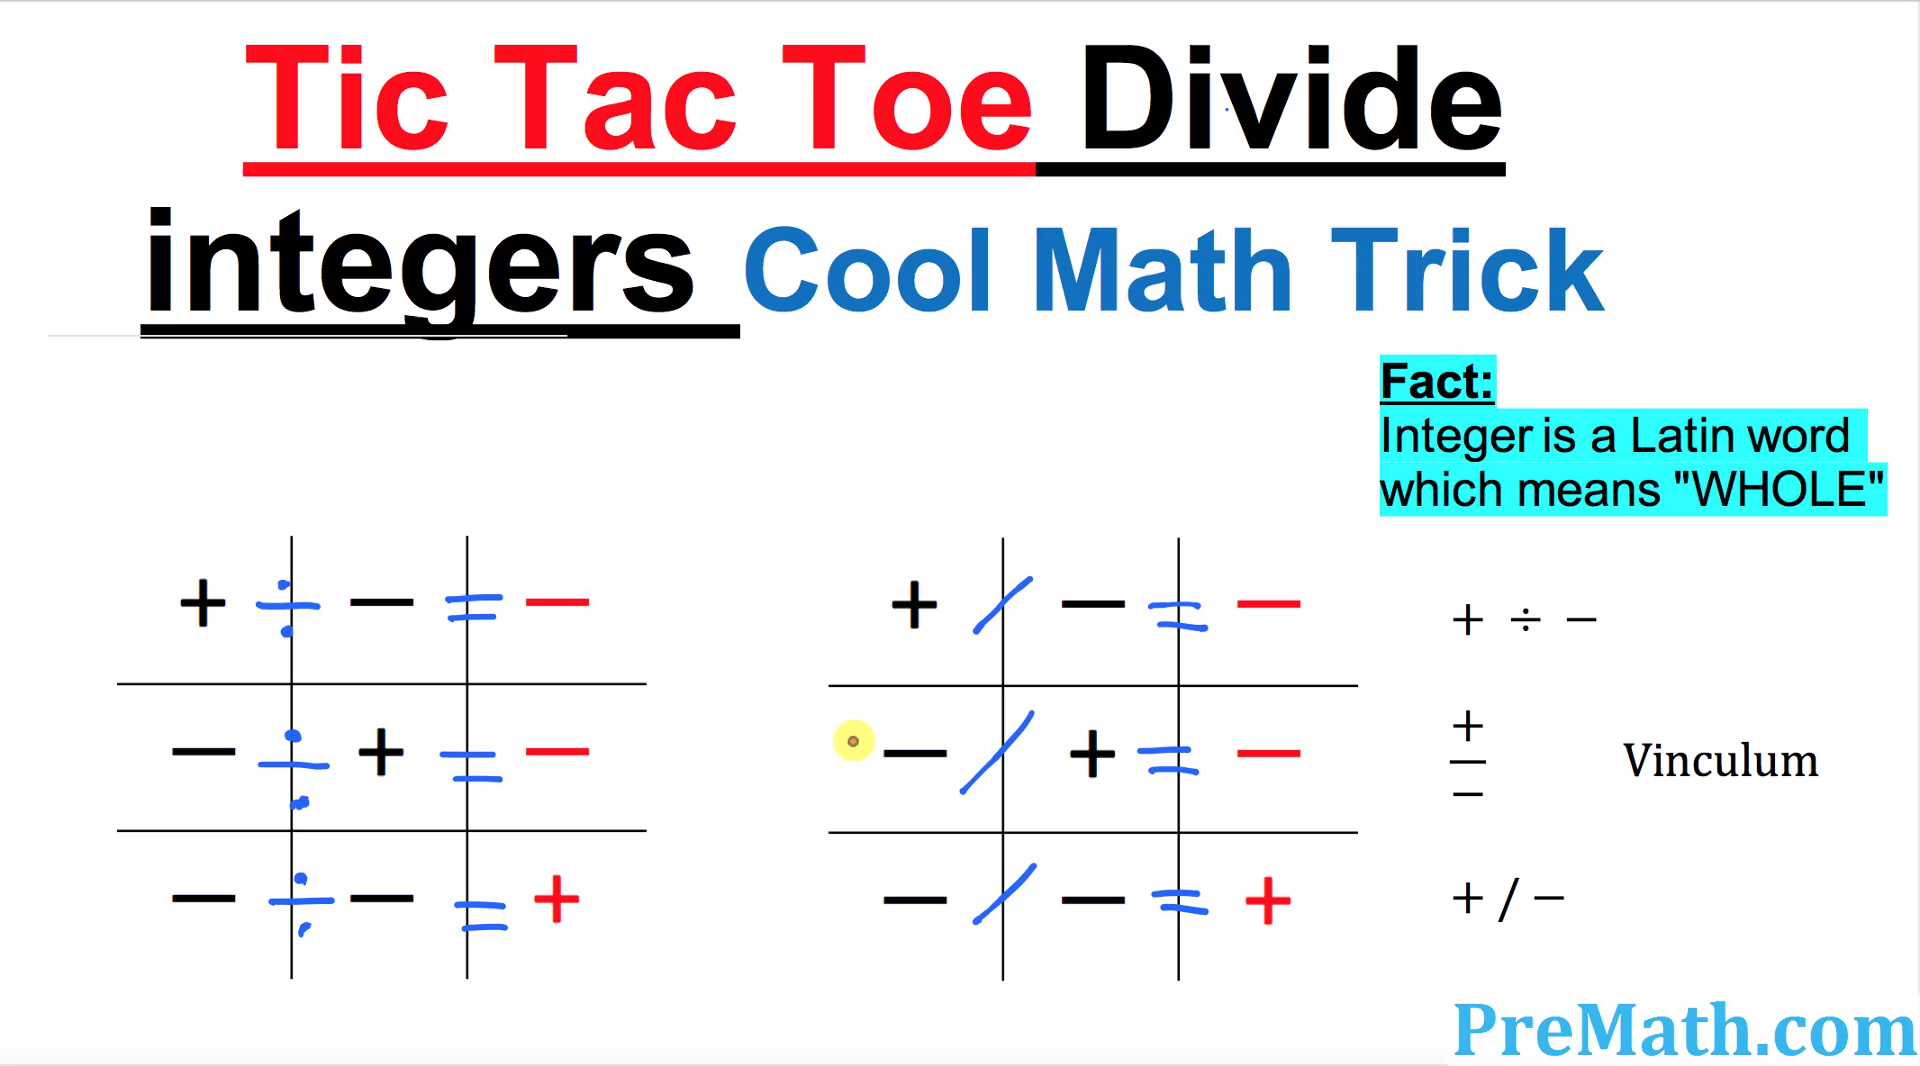 Tic Tac Toe Divide
integers Cool Math Trick
Fact:
Integer is a Latin word
which means "WHOLE"
+ ÷ − = −
− ÷ + = −
− ÷ − = +
+ / − = −
− / + = −
− / − = +
+ ÷ −
+
—
−
Vinculum
+ / −
PreMath.com